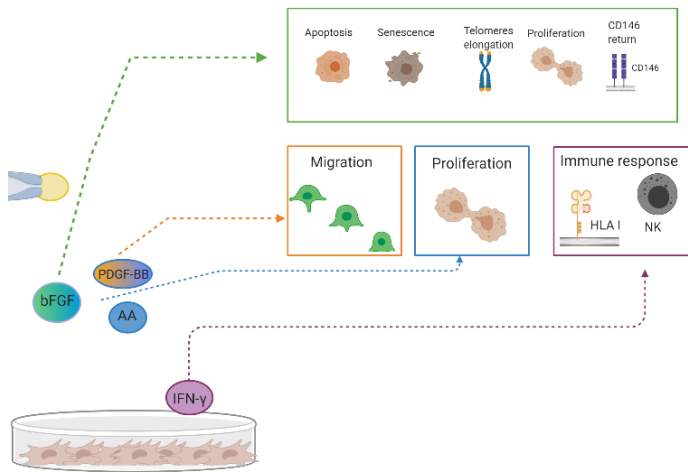 Apoptosis
Senescence
Telomeres
elongation
Proliferation
CD146
return
CD146
Migration
Proliferation
Immune response
HLA I
NK
PDGF-BB
bFGF
AA
IFN-γ